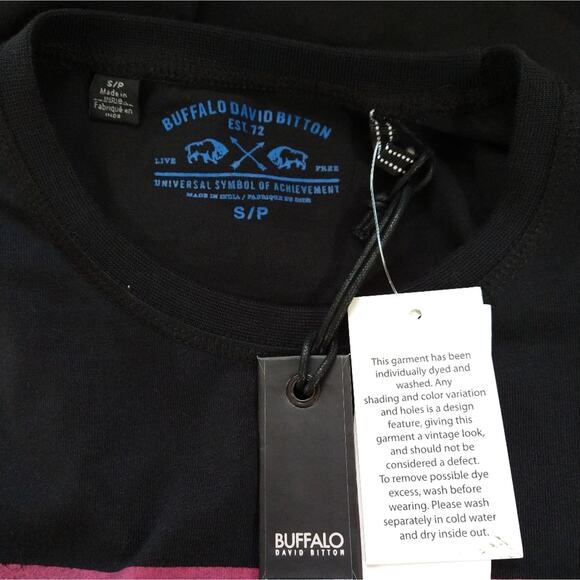 S/P
Made in
Fabriqué en
BUFFALO DAVID BITTON
EST. 72
LIVE FREE
UNIVERSAL SYMBOL OF ACHIEVEMENT
MADE IN INDIA / FABRIQUE EN INDE
S/P
This garment has been
individually dyed and
washed. Any
shading and color variation
and holes is a design
feature, giving this
garment a vintage look,
and should not be
considered a defect.
To remove possible dye
excess, wash before
wearing. Please wash
separately in cold water
and dry inside out.
BUFFALO
DAVID BITTON